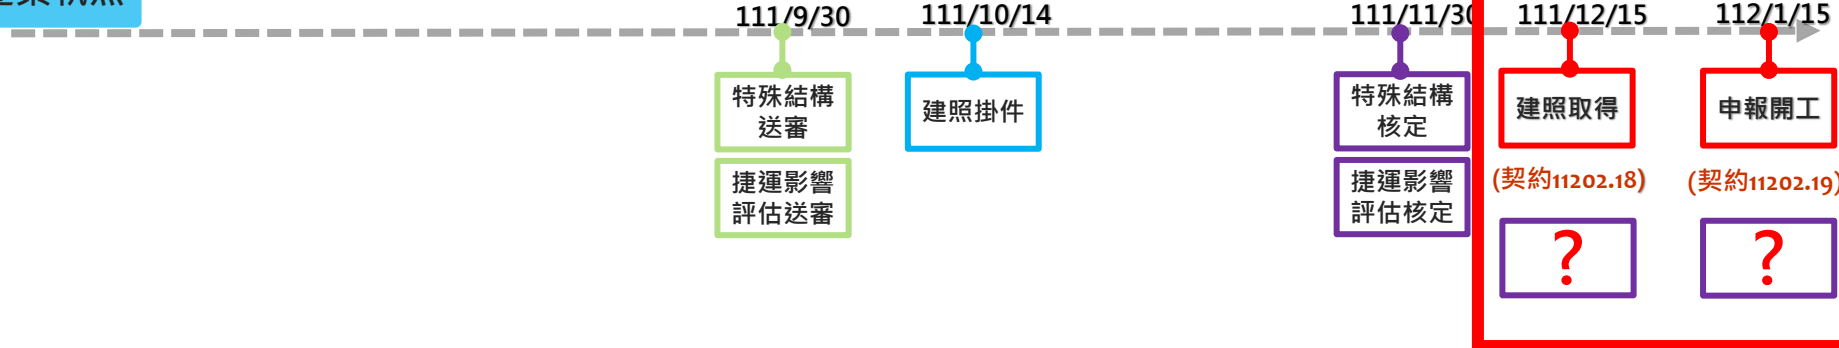 111/9/30
111/10/14
111/11/30
111/12/15
112/1/15
特殊結構
送審
建照掛件
特殊結構
核定
建照取得
申報開工
捷運影響
評估送審
捷運影響
評估核定
(契約11202.18)
(契約11202.19)
?
?